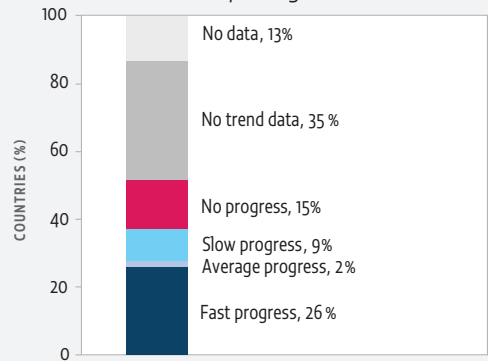 100
80
60
40
20
0
COUNTRIES (%)
No data, 13%
No trend data, 35 %
No progress, 15%
Slow progress, 9%
Average progress, 2%
Fast progress, 26 %